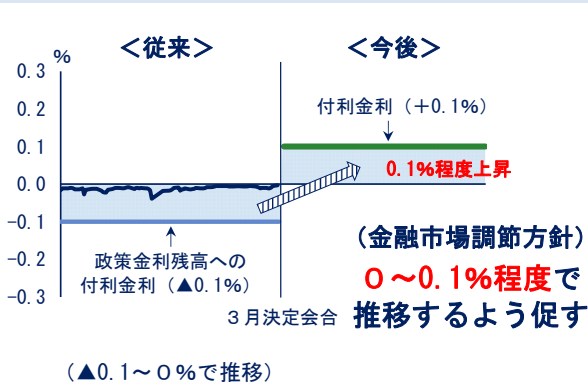 <従来>
<今後>
%
0.3
0.2
0.1
0.0
-0.1
-0.2
-0.3
付利金利(+0.1%)
0.1%程度上昇
政策金利残高への
付利金利(▲0.1%)
3月決定会合
(金融市場調節方針)
0~0.1%程度で
推移するよう促す
(▲0.1~0%で推移)